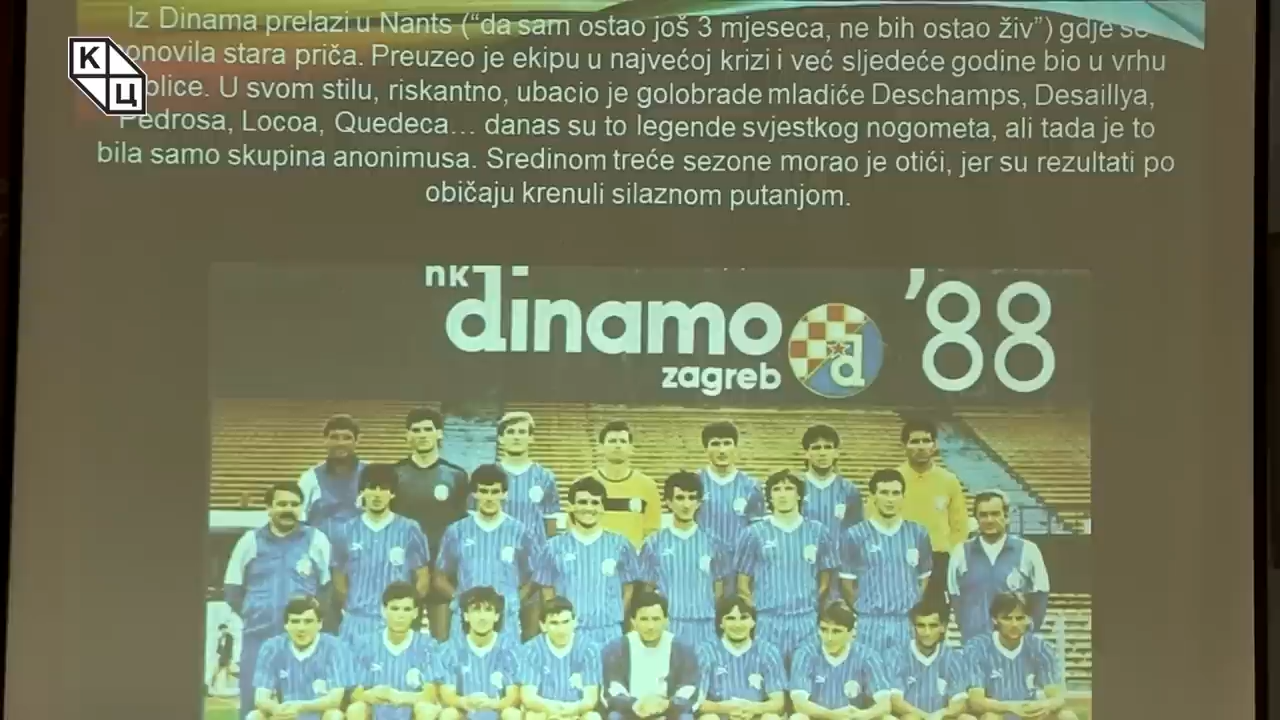 Iz Dinama prelazi u Nants (“da sam ostao još 3 mjeseca, ne bih ostao živ”) gdje se
onovila stara priča. Preuzeo je ekipu u najvećoj krizi i već sljedeće godine bio u vrhu
blice. U svom stilu, riskantno, ubacio je golobrade mladiće Deschamps, Desaillya,
Pedrosa, Locoa, Quedeca... danas su to legende svjestkog nogometa, ali tada je to
bila samo skupina anonimusa. Sredinom treće sezone morao je otići, jer su rezultati po
običaju krenuli silaznom putanjom.
КЦ
nk
dinamo
zagreb
d
'88